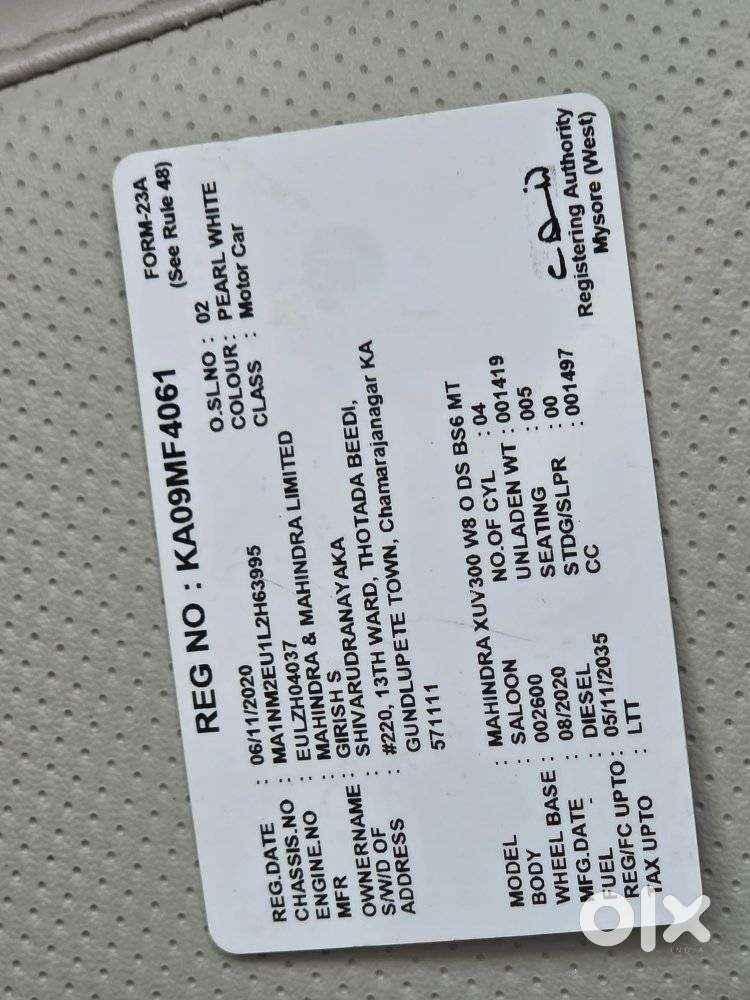 FORM-23A
(See Rule 48)
REG NO : KA09MF4061
O.SLNO : 02
COLOUR : PEARL WHITE
CLASS : Motor Car
REG.DATE : 06/11/2020
CHASSIS.NO : MA1NM2EU1L2H63995
ENGINE.NO : EULZH04037
MFR : MAHINDRA & MAHINDRA LIMITED
OWNERNAME : GIRISH S
S/W/D OF : SHIVARUDRANAYAKA
ADDRESS : #220, 13TH WARD, THOTADA BEEDI,
GUNDLUPETE TOWN, Chamarajanagar KA
571111
MODEL : MAHINDRA XUV300 W8 O DS BS6 MT
BODY : SALOON NO.OF CYL : 04
WHEEL BASE : 002600 UNLADEN WT : 001419
MFG.DATE : 08/2020 SEATING : 005
FUEL : DIESEL STDG/SLPR : 00
REG/FC UPTO : 05/11/2035 CC : 001497
TAX UPTO : LTT
Registering Authority
Mysore (West)
olx
INDIA